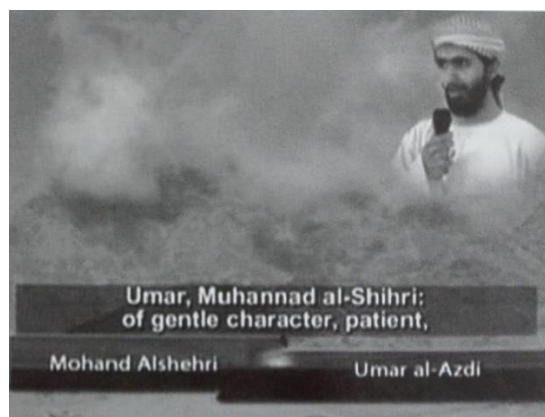 Umar, Muhannad al-Shihri:
of gentle character, patient,
Mohand Alshehri
Umar al-Azdi